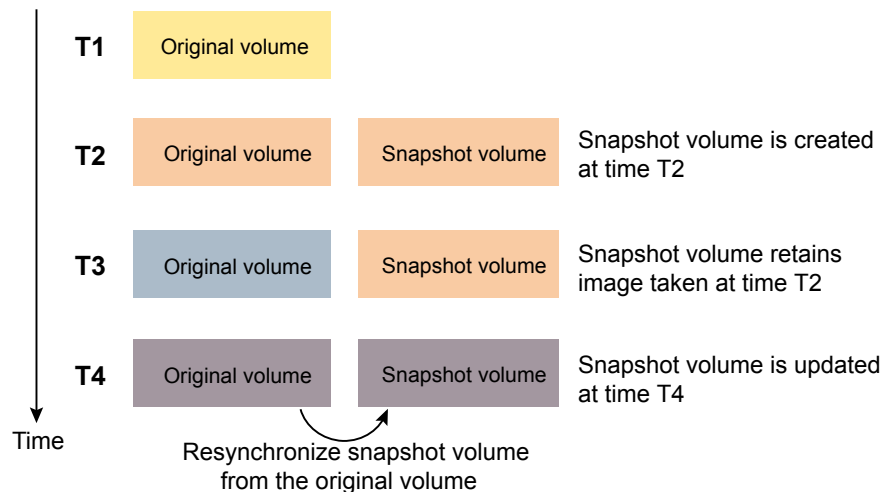 T1
Original volume
T2
Original volume
Snapshot volume
Snapshot volume is created
at time T2
T3
Original volume
Snapshot volume
Snapshot volume retains
image taken at time T2
T4
Original volume
Snapshot volume
Snapshot volume is updated
at time T4
Time
Resynchronize snapshot volume
from the original volume